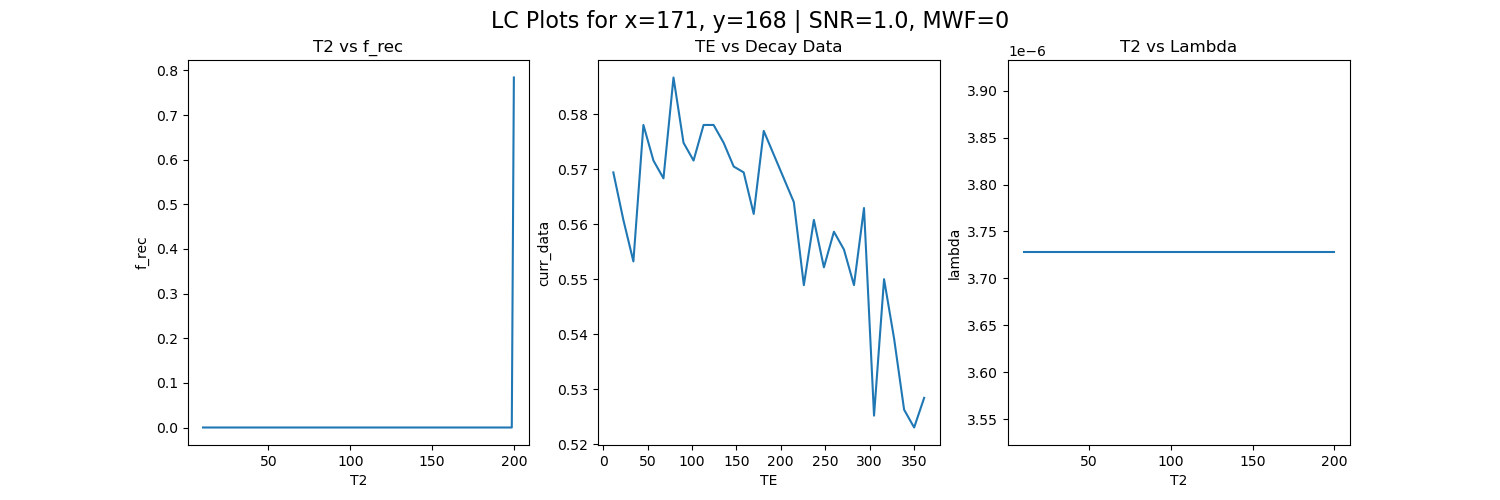 LC Plots for x=171, y=168 | SNR=1.0, MWF=0
T2 vs f_rec
0.8
0.7
0.6
0.5
0.4
0.3
0.2
0.1
0.0
f_rec
50 100 150 200
T2
TE vs Decay Data
0.58
0.57
0.56
0.55
0.54
0.53
0.52
curr_data
0 50 100 150 200 250 300 350
TE
T2 vs Lambda
1e−6
3.90
3.85
3.80
3.75
3.70
3.65
3.60
3.55
lambda
50 100 150 200
T2